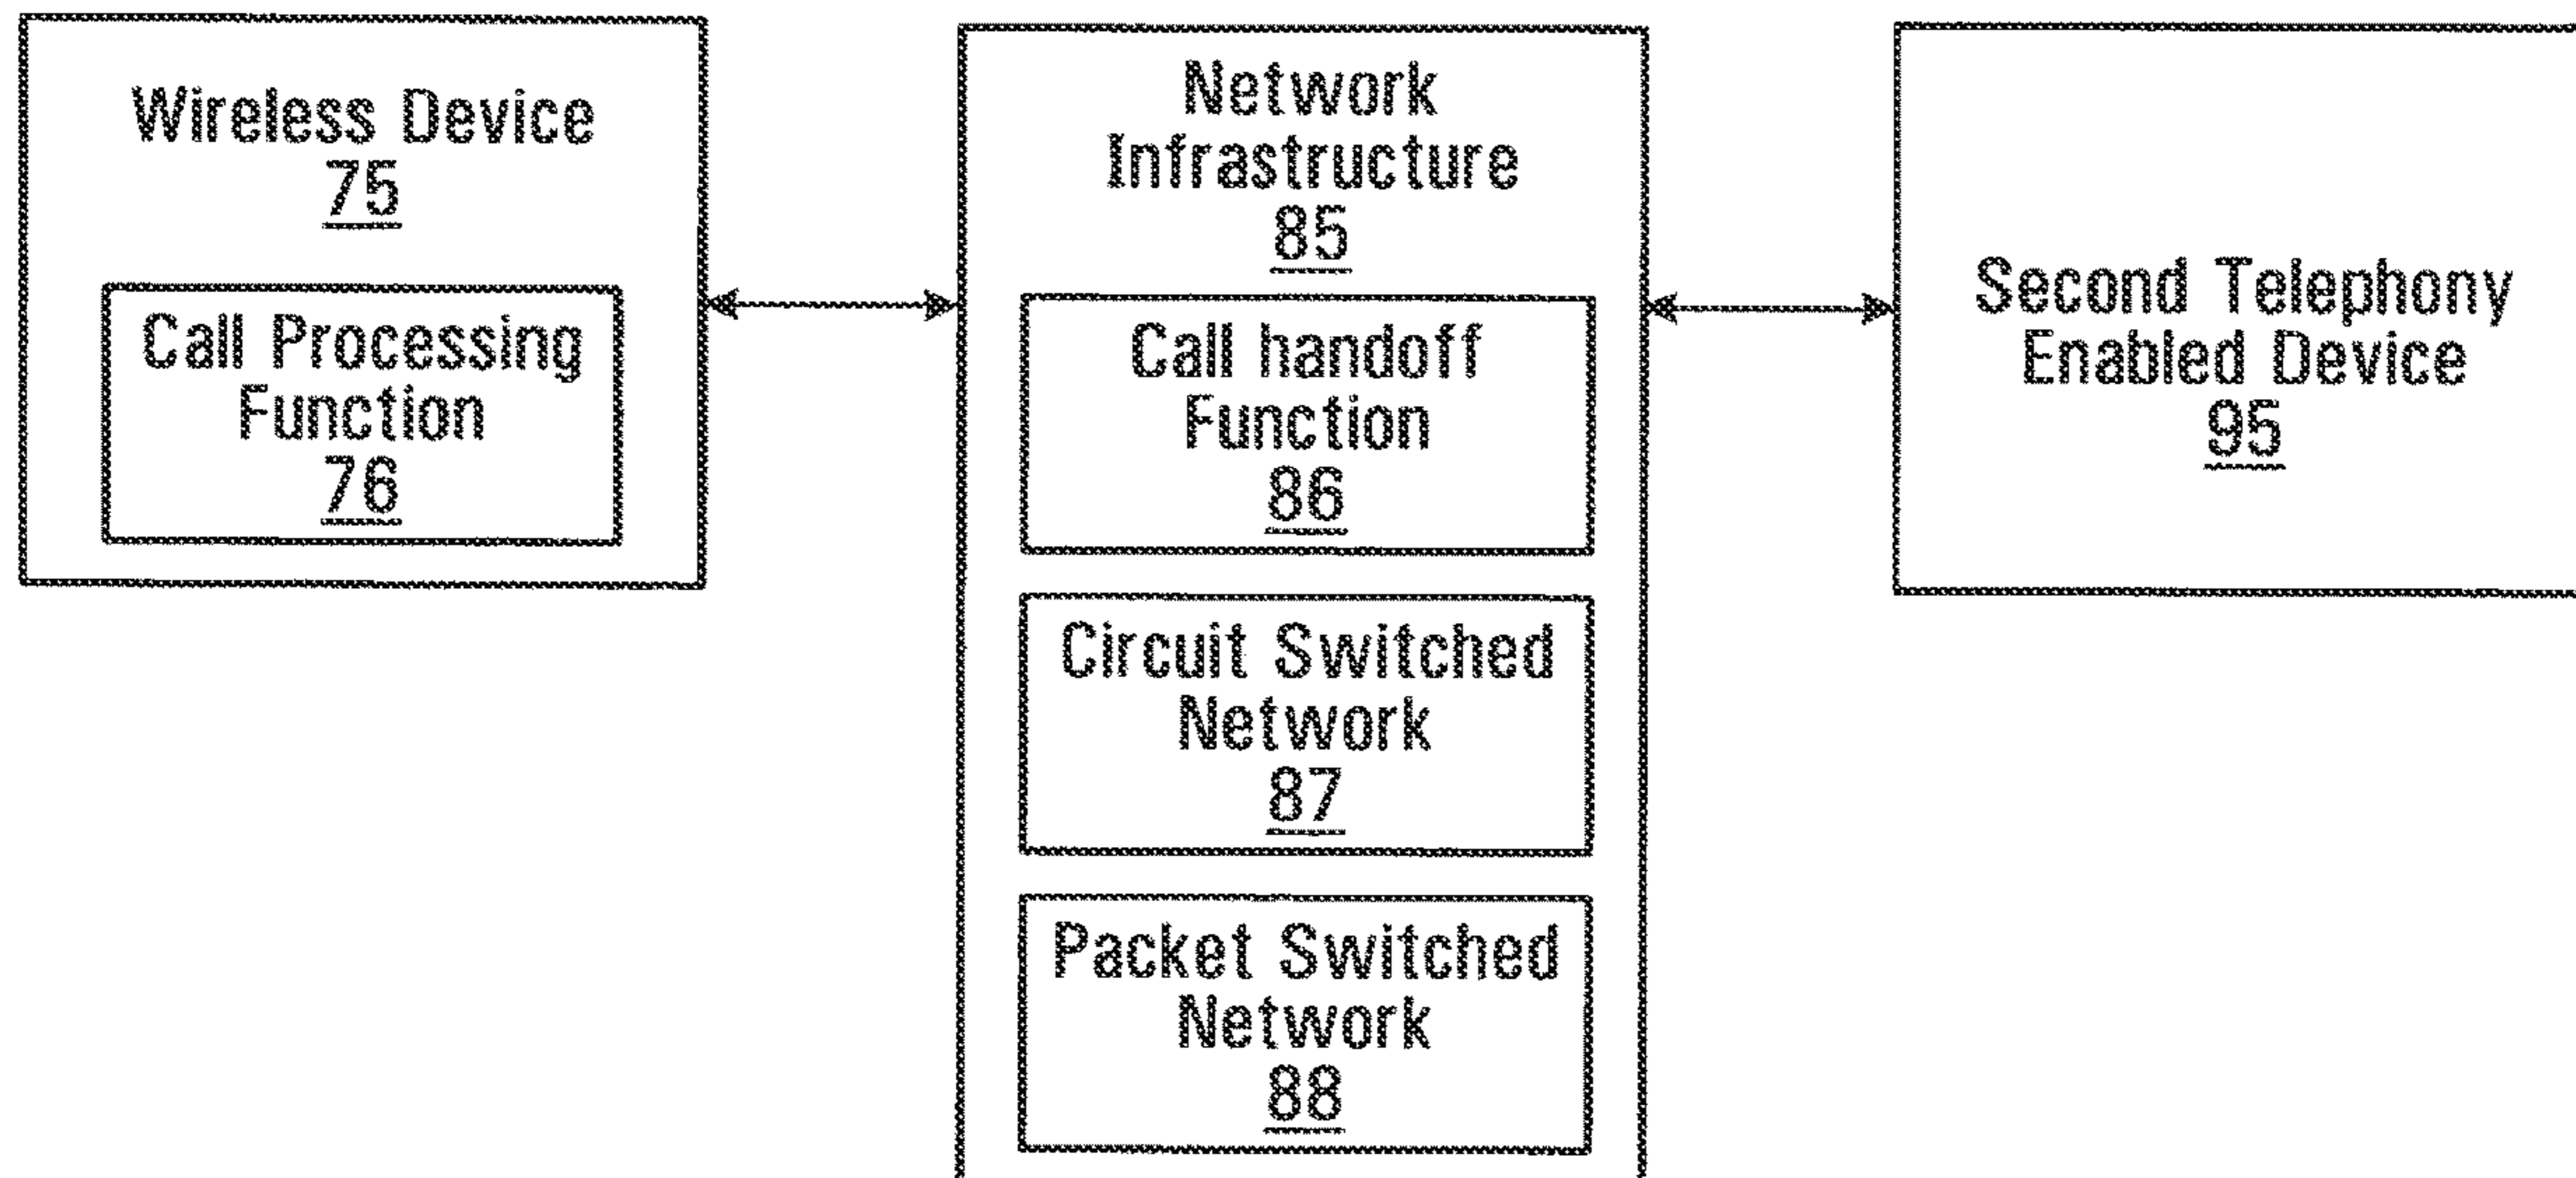 Wireless Device
75
Call Processing
Function
76
Network
Infrastructure
85
Call handoff
Function
86
Circuit Switched
Network
87
Packet Switched
Network
88
Second Telephony
Enabled Device
95